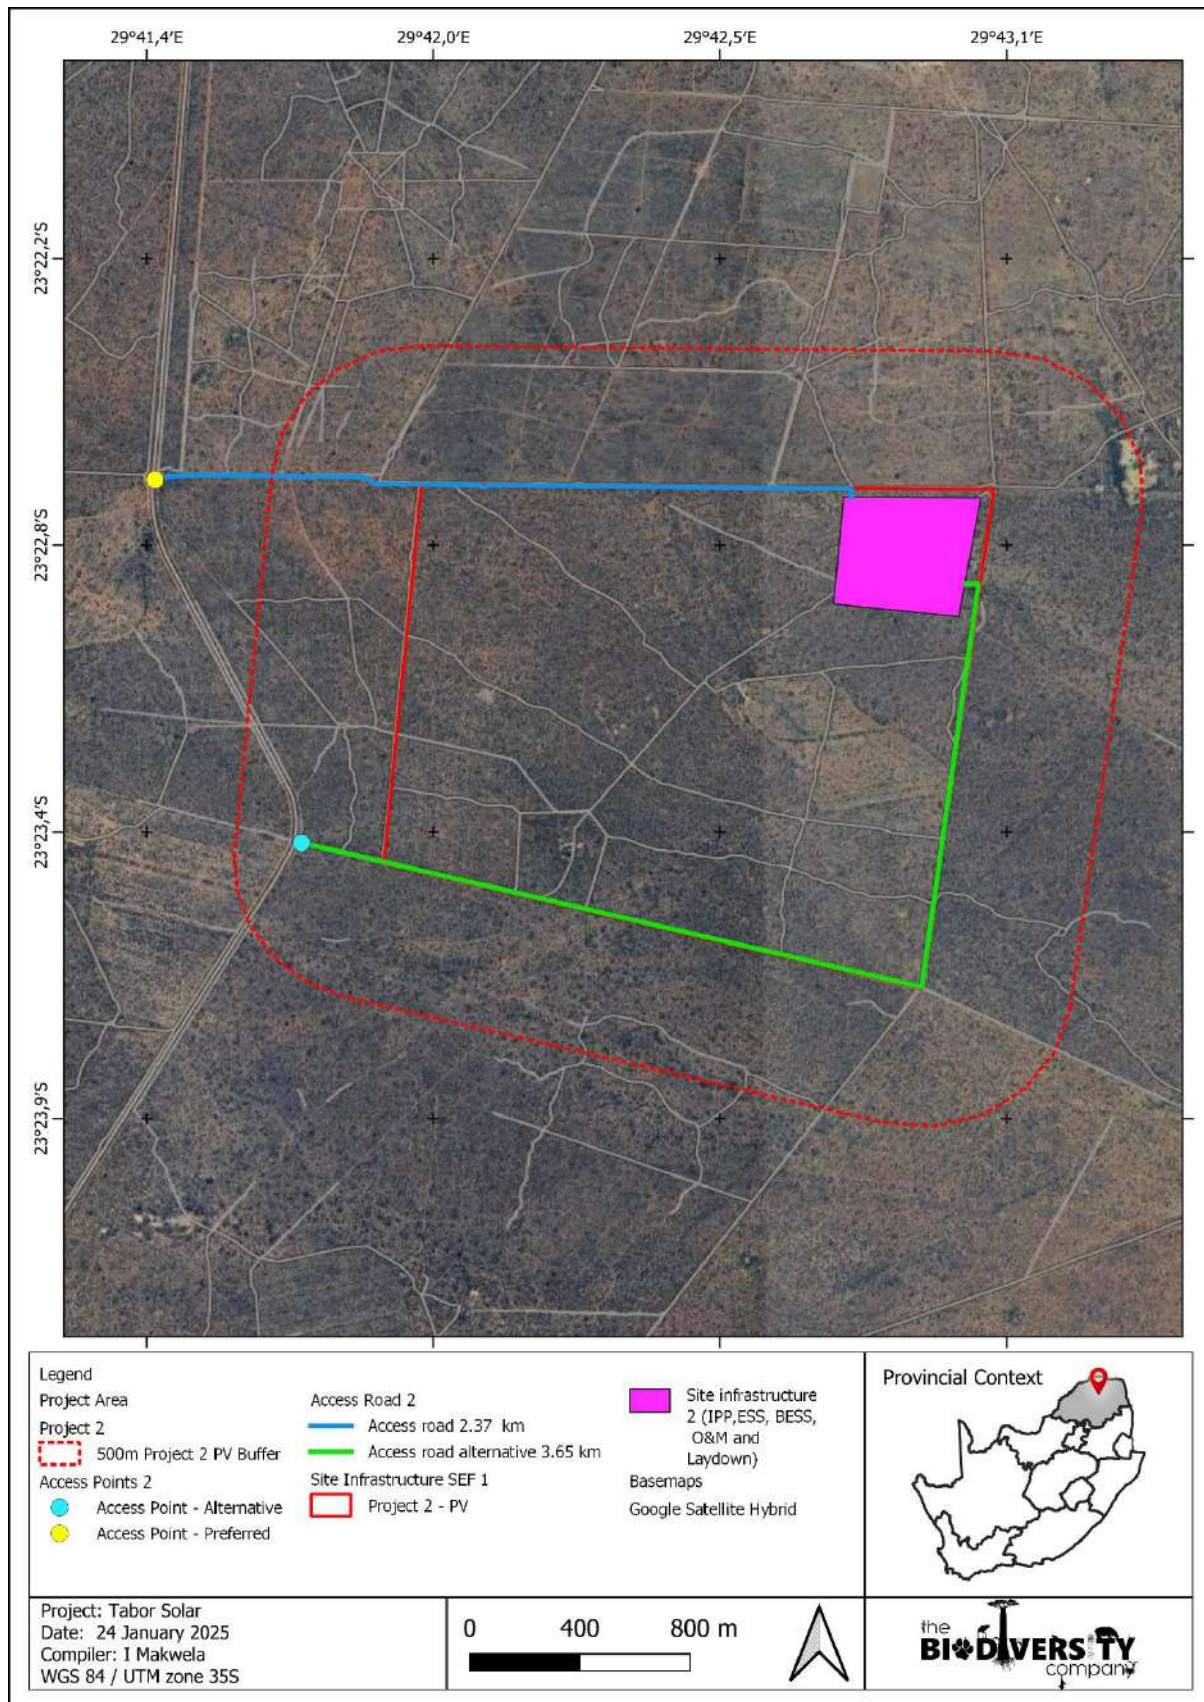 29°41,4′E
29°42,0′E
29°42,5′E
29°43,1′E
23°22,2′S
23°22,8′S
23°23,4′S
23°23,9′S
Legend
Project Area
Project 2
500m Project 2 PV Buffer
Access Points 2
Access Point - Alternative
Access Point - Preferred
Access Road 2
Access road 2.37 km
Access road alternative 3.65 km
Site Infrastructure SEF 1
Project 2 - PV
Site infrastructure
2 (IPP,ESS, BESS,
O&M and
Laydown)
Basemaps
Google Satellite Hybrid
Provincial Context
Project: Tabor Solar
Date: 24 January 2025
Compiler: I Makwela
WGS 84 / UTM zone 35S
0 400 800 m
the
BIODIVERSITY
company